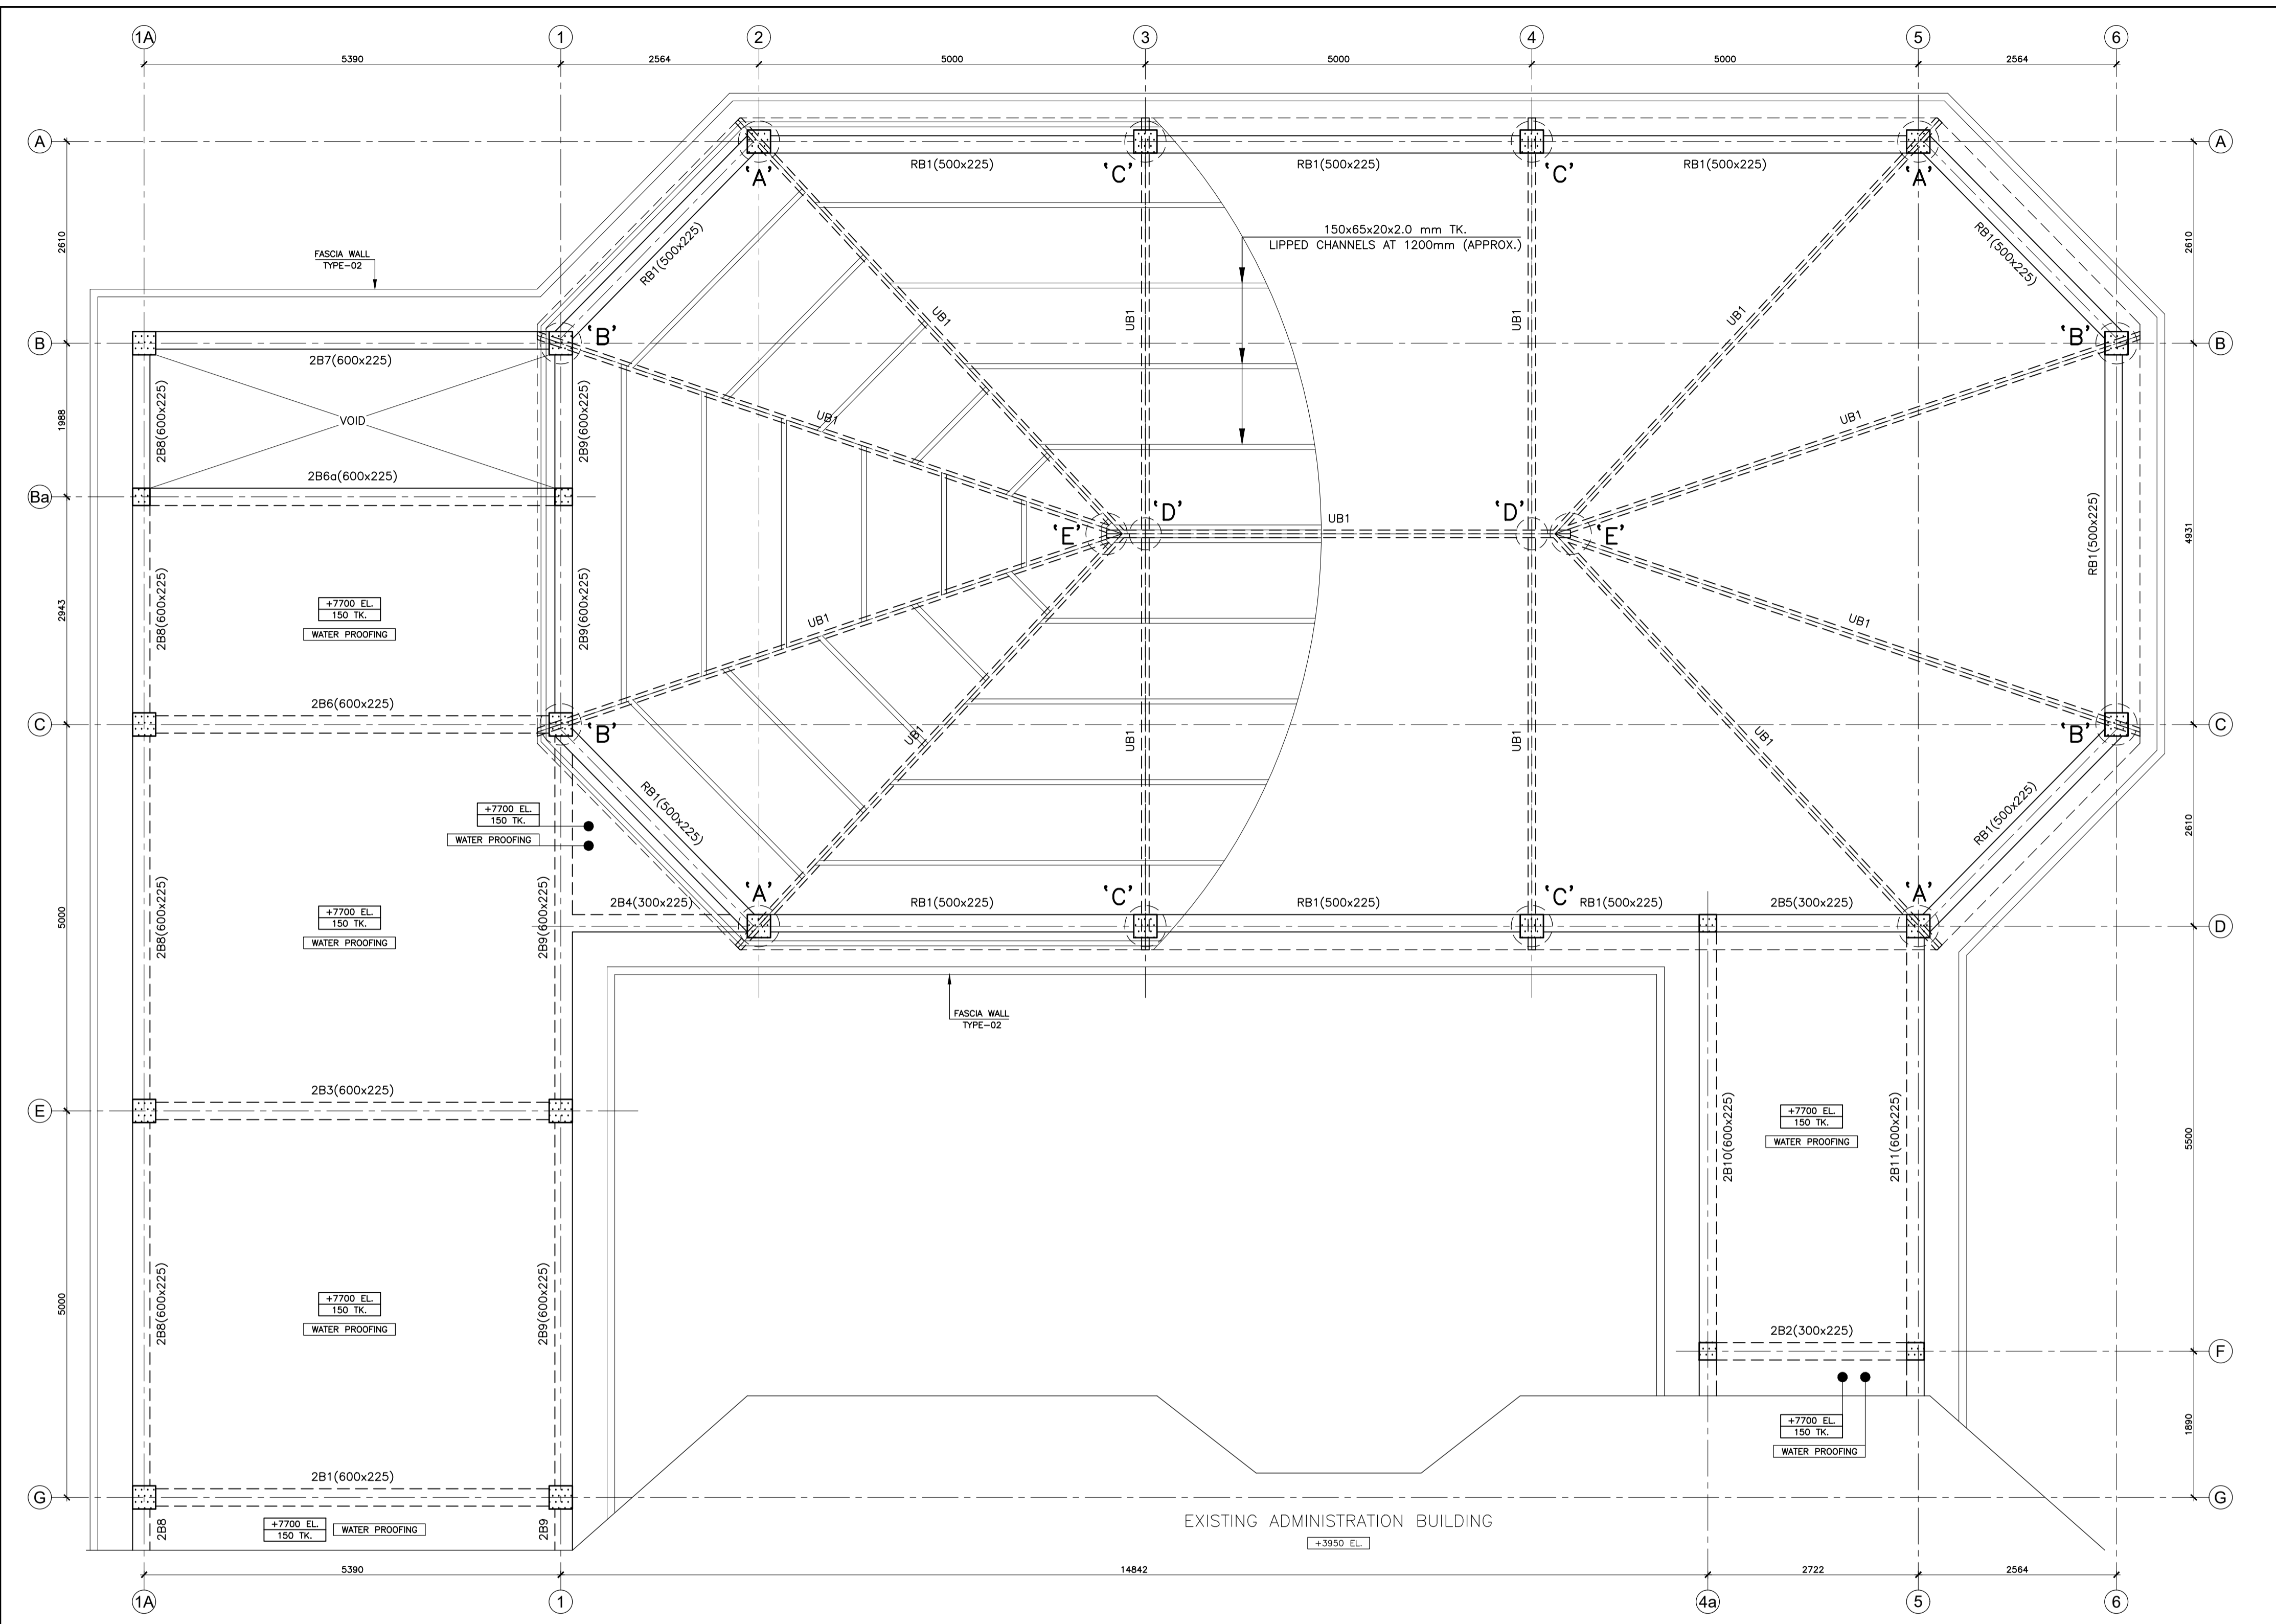 1A
1
2
3
4
5
6
5390
2564
5000
5000
5000
2564
A
A
RB1(500x225)
RB1(500x225)
RB1(500x225)
‘A’
‘C’
‘C’
‘A’
2610
2610
RB1(500x225)
RB1(500x225)
150x65x20x2.0 mm TK.
LIPPED CHANNELS AT 1200mm (APPROX.)
FASCIA WALL
TYPE-02
UB1
UB1
UB1
UB1
B
B
‘B’
‘B’
2B7(600x225)
2B8(600x225)
2B9(600x225)
1988
VOID
UB1
UB1
2B6a(600x225)
Ba
‘D’
‘D’
UB1
‘E’
‘E’
RB1(500x225)
4931
2943
2B8(600x225)
2B9(600x225)
+7700 EL.
150 TK.
WATER PROOFING
UB1
UB1
2B6(600x225)
C
C
‘B’
‘B’
UB1
UB1
UB1
UB1
RB1(500x225)
RB1(500x225)
2610
+7700 EL.
150 TK.
WATER PROOFING
‘A’
‘C’
‘C’
‘A’
2B4(300x225)
RB1(500x225)
RB1(500x225)
RB1(500x225)
2B5(300x225)
D
5000
2B8(600x225)
2B9(600x225)
+7700 EL.
150 TK.
WATER PROOFING
FASCIA WALL
TYPE-02
E
2B3(600x225)
2B10(600x225)
2B11(600x225)
+7700 EL.
150 TK.
WATER PROOFING
5500
5000
2B8(600x225)
2B9(600x225)
+7700 EL.
150 TK.
WATER PROOFING
2B2(300x225)
F
+7700 EL.
150 TK.
WATER PROOFING
1890
2B1(600x225)
G
G
2B8
+7700 EL.
150 TK.
WATER PROOFING
2B9
EXISTING ADMINISTRATION BUILDING
+3950 EL.
5390
14842
2722
2564
1A
1
4a
5
6